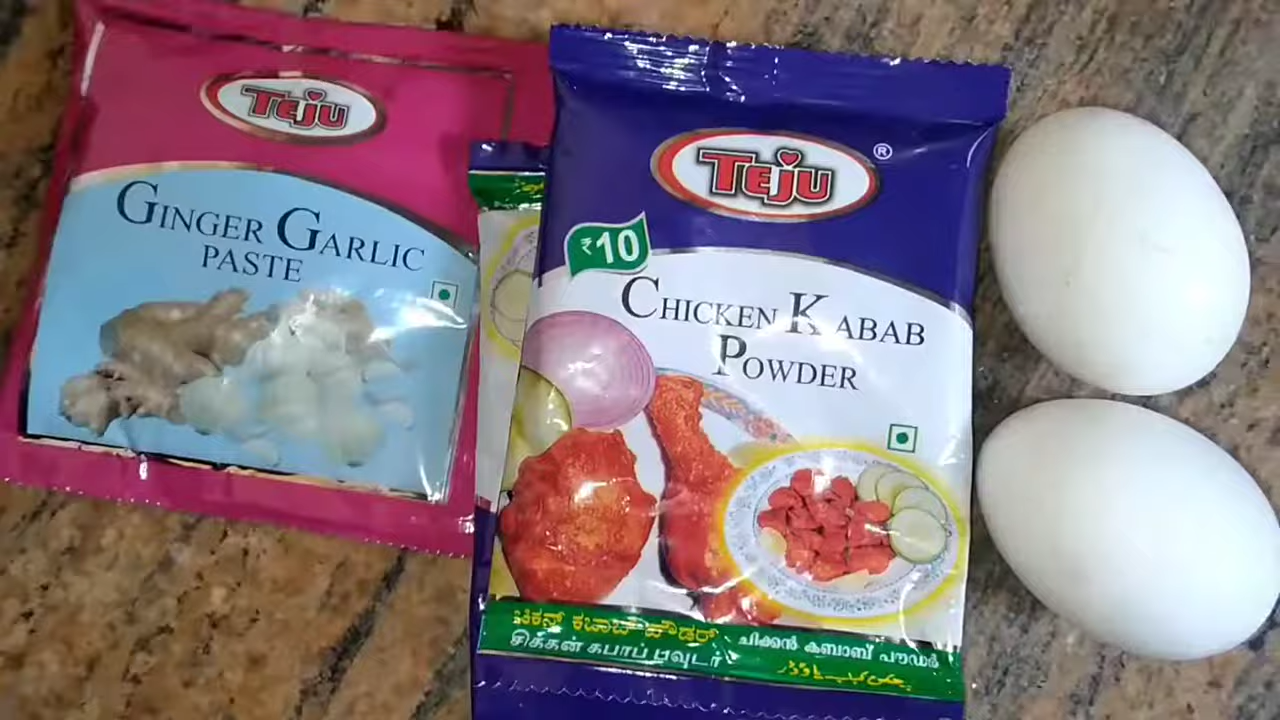 TEJU
GINGER GARLIC
PASTE
TEJU ®
₹10
CHICKEN KABAB
POWDER
ಚಿಕನ್ ಕಬಾಬ್ ಪೌಡರ್
ചിക്കൻ കബാബ് പൗഡർ
சிக்கன் கபாப் பவுடர்